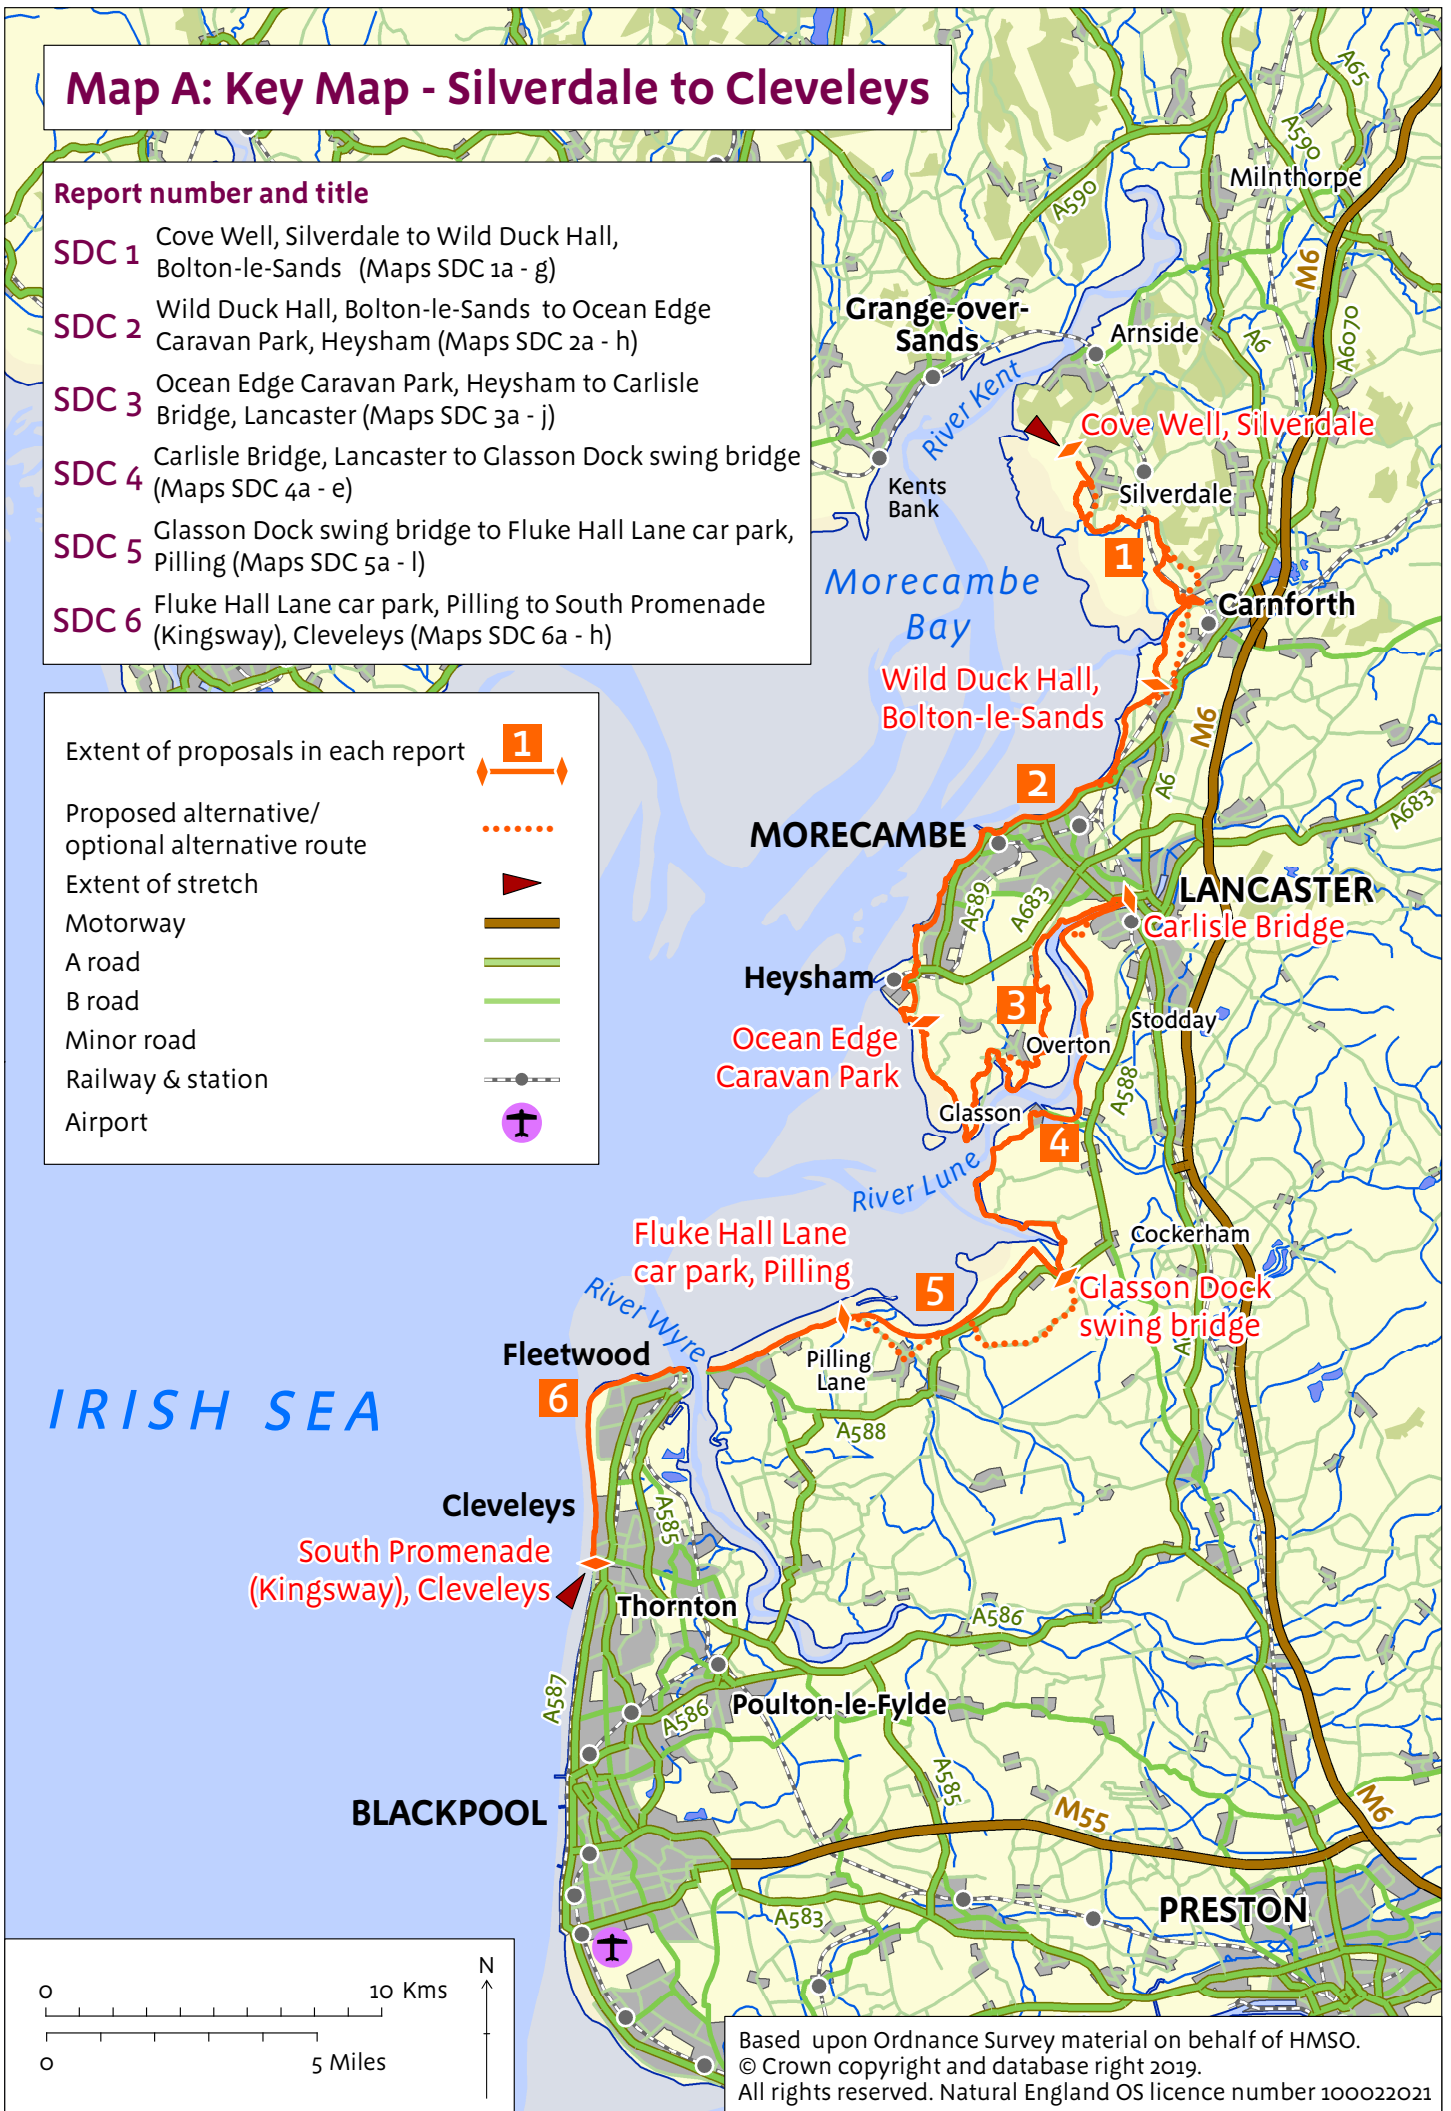 Map A: Key Map - Silverdale to Cleveleys
Report number and title
SDC 1 Cove Well, Silverdale to Wild Duck Hall,
Bolton-le-Sands (Maps SDC 1a - g)
SDC 2 Wild Duck Hall, Bolton-le-Sands to Ocean Edge
Caravan Park, Heysham (Maps SDC 2a - h)
SDC 3 Ocean Edge Caravan Park, Heysham to Carlisle
Bridge, Lancaster (Maps SDC 3a - j)
SDC 4 Carlisle Bridge, Lancaster to Glasson Dock swing bridge
(Maps SDC 4a - e)
SDC 5 Glasson Dock swing bridge to Fluke Hall Lane car park,
Pilling (Maps SDC 5a - l)
SDC 6 Fluke Hall Lane car park, Pilling to South Promenade
(Kingsway), Cleveleys (Maps SDC 6a - h)
Extent of proposals in each report
1
Proposed alternative/
optional alternative route
Extent of stretch
Motorway
A road
B road
Minor road
Railway & station
Airport
A65
A590
Milnthorpe
A590
M6
Grange-over-
Sands
Arnside
A6
A6070
River Kent
Cove Well, Silverdale
Kents
Bank
Silverdale
1
Morecambe
Bay
Carnforth
Wild Duck Hall,
Bolton-le-Sands
M6
2
A6
A683
MORECAMBE
A589
A683
LANCASTER
Carlisle Bridge
Heysham
3
Stodday
Ocean Edge
Caravan Park
Overton
A588
Glasson
4
River Lune
Fluke Hall Lane
car park, Pilling
Cockerham
5
Glasson Dock
swing bridge
River Wyre
Fleetwood
Pilling
Lane
6
IRISH SEA
A588
Cleveleys
A585
South Promenade
(Kingsway), Cleveleys
Thornton
A586
A587
A586
Poulton-le-Fylde
A585
BLACKPOOL
M55
M6
A583
PRESTON
0 10 Kms
0 5 Miles
N
Based upon Ordnance Survey material on behalf of HMSO.
© Crown copyright and database right 2019.
All rights reserved. Natural England OS licence number 100022021